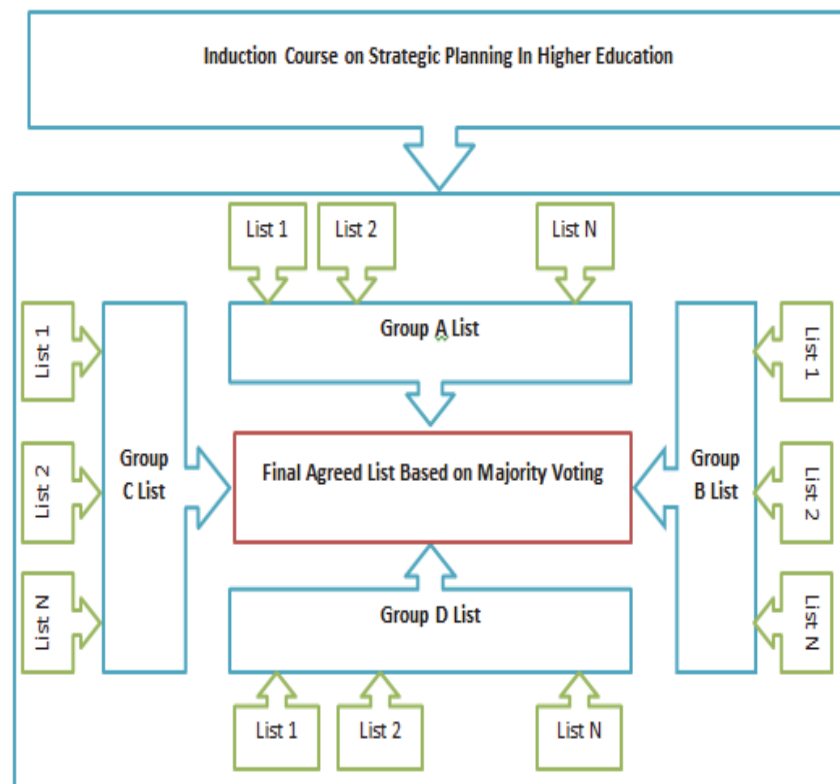 Induction Course on Strategic Planning In Higher Education
List 1
List 2
List N
Group A List
List 1
List 2
List N
Group
C List
Final Agreed List Based on Majority Voting
Group
B List
List 1
List 2
List N
Group D List
List 1
List 2
List N